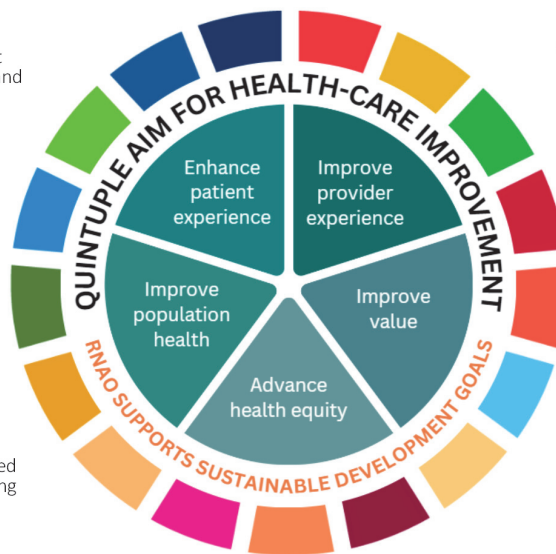 and
QUINTUPLE AIM FOR HEALTH-CARE IMPROVEMENT
Enhance
patient
experience
Improve
provider
experience
Improve
population
health
Improve
value
Advance
health equity
RNAO SUPPORTS SUSTAINABLE DEVELOPMENT GOALS